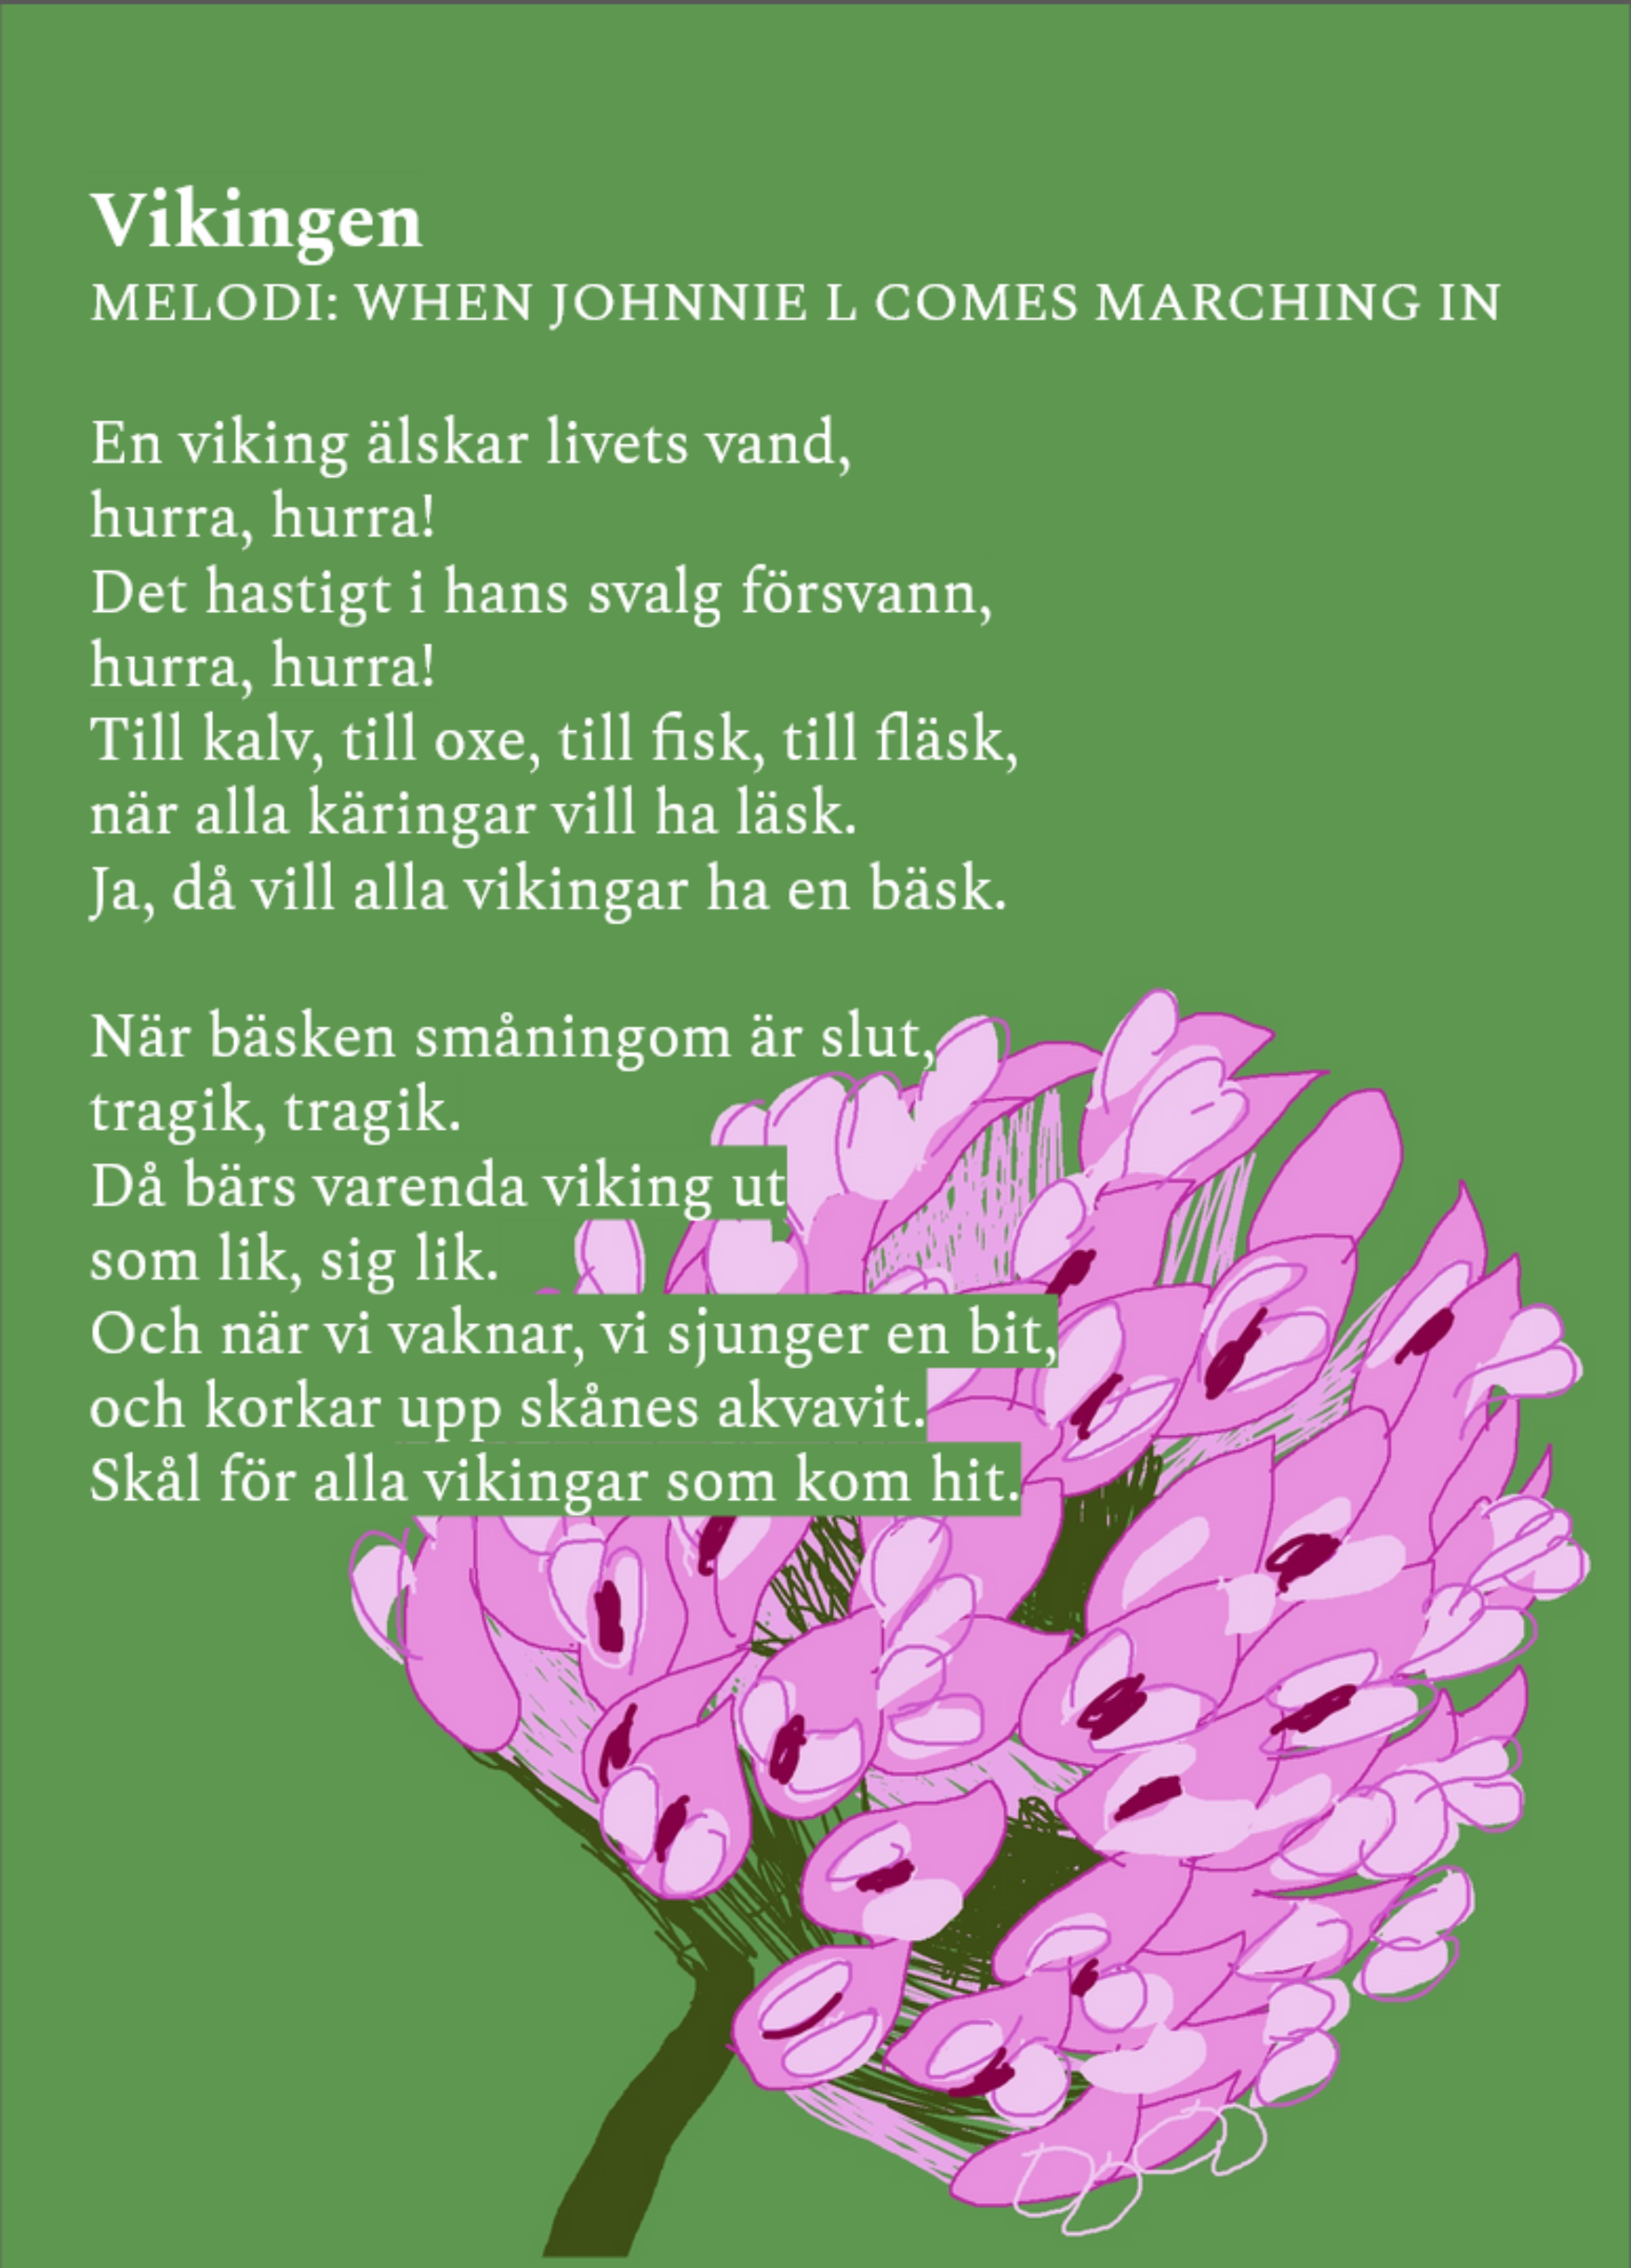 Vikingen
MELODI: WHEN JOHNNIE L COMES MARCHING IN
En viking älskar livets vand,
hurra, hurra!
Det hastigt i hans svalg försvann,
hurra, hurra!
Till kalv, till oxe, till fisk, till fläsk,
när alla käringar vill ha läsk.
Ja, då vill alla vikingar ha en bäsk.
När bäsken småningom är slut,
tragik, tragik.
Då bärs varenda viking ut
som lik, sig lik.
Och när vi vaknar, vi sjunger en bit,
och korkar upp skånes akvavit.
Skål för alla vikingar som kom hit.